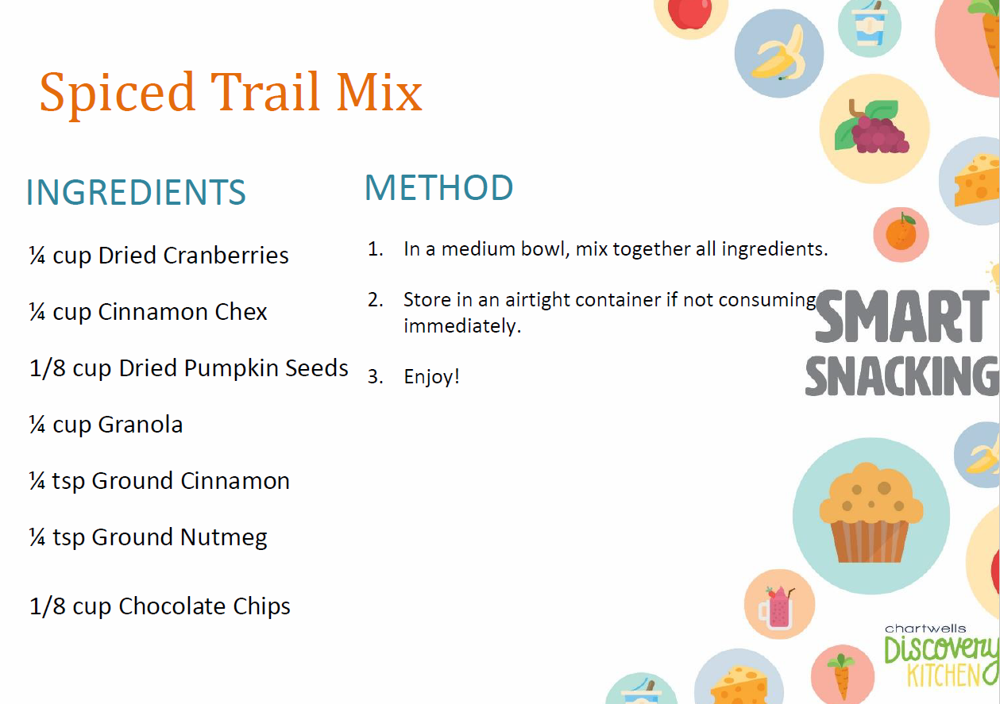 Spiced Trail Mix
INGREDIENTS
¼ cup Dried Cranberries
¼ cup Cinnamon Chex
1/8 cup Dried Pumpkin Seeds
¼ cup Granola
¼ tsp Ground Cinnamon
¼ tsp Ground Nutmeg
1/8 cup Chocolate Chips
METHOD
1. In a medium bowl, mix together all ingredients.
2. Store in an airtight container if not consuming
immediately.
3. Enjoy!
SMART
SNACKING
chartwells
Discovery
KITCHEN